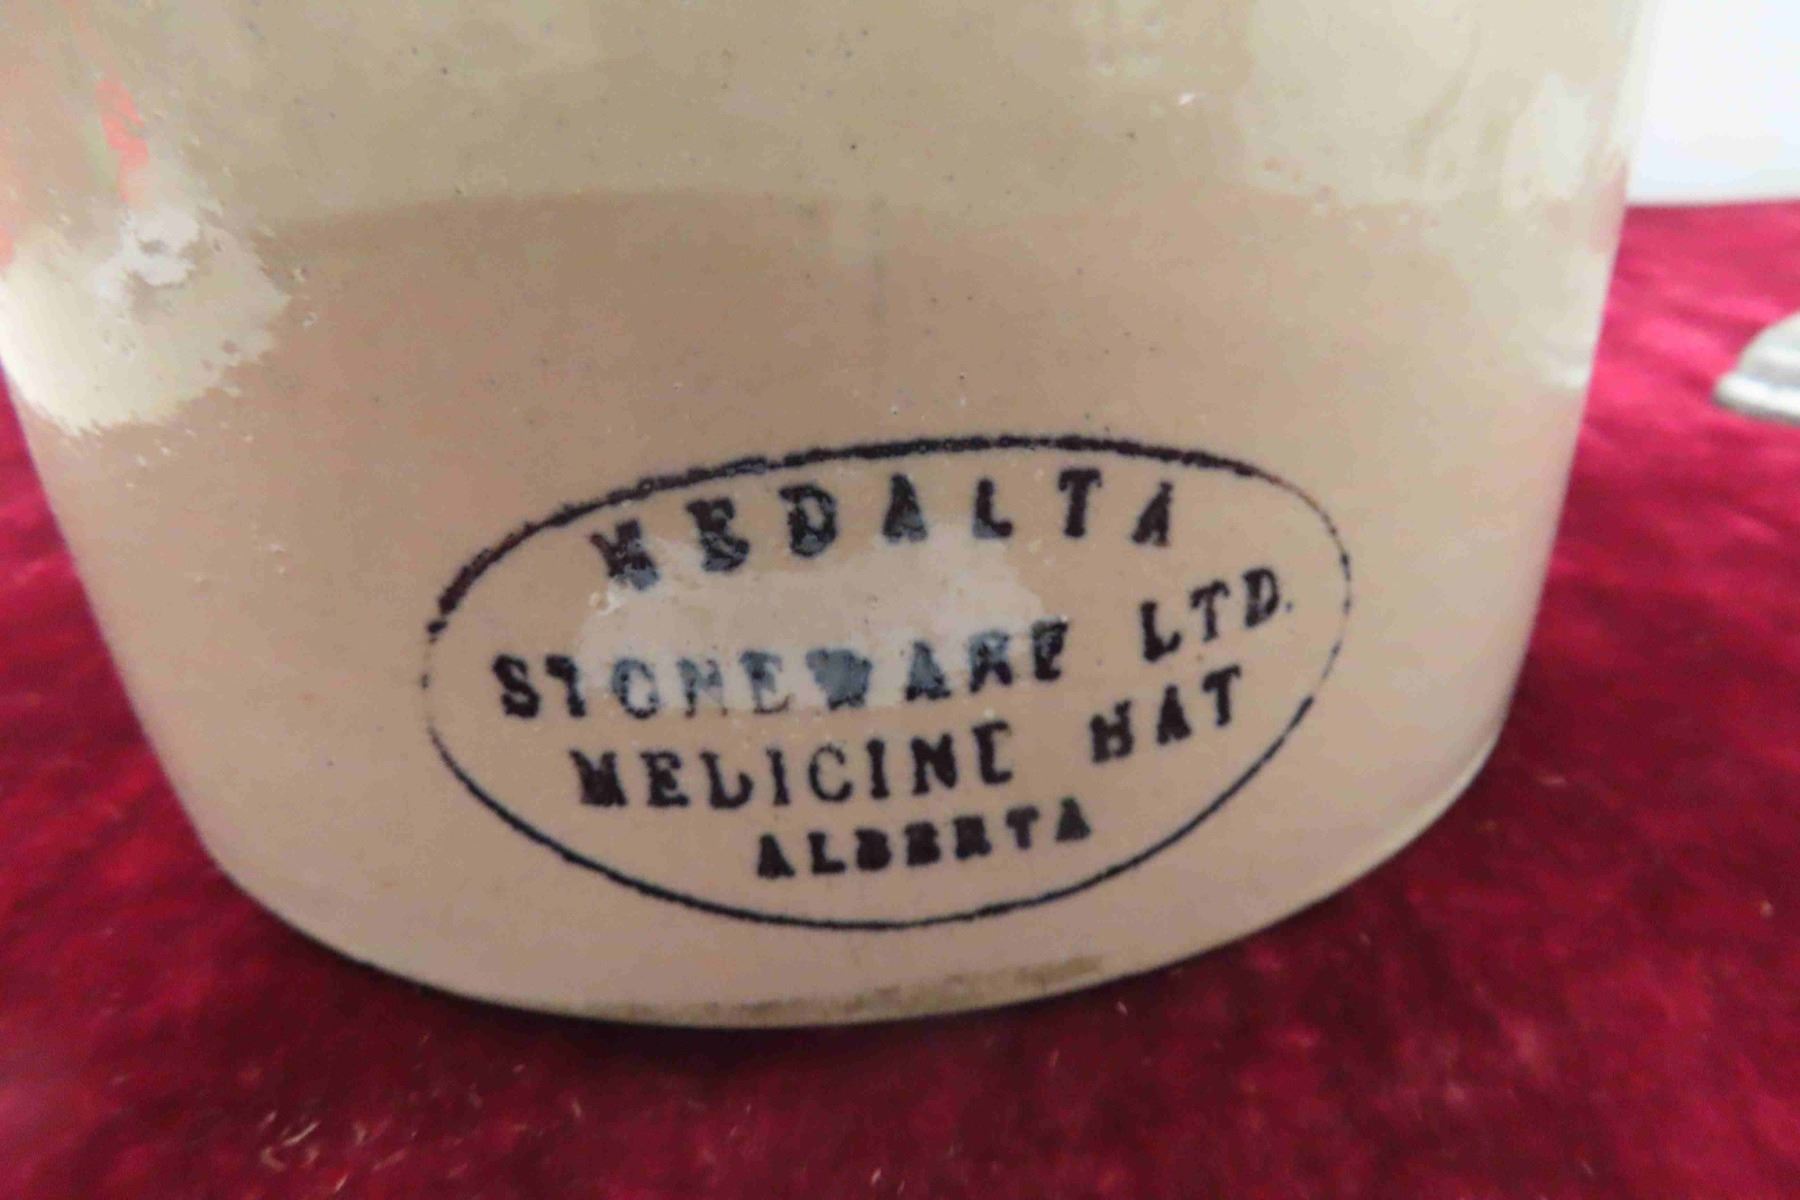 MEDALTA
STONEWARE LTD.
MEDICINE HAT
ALBERTA